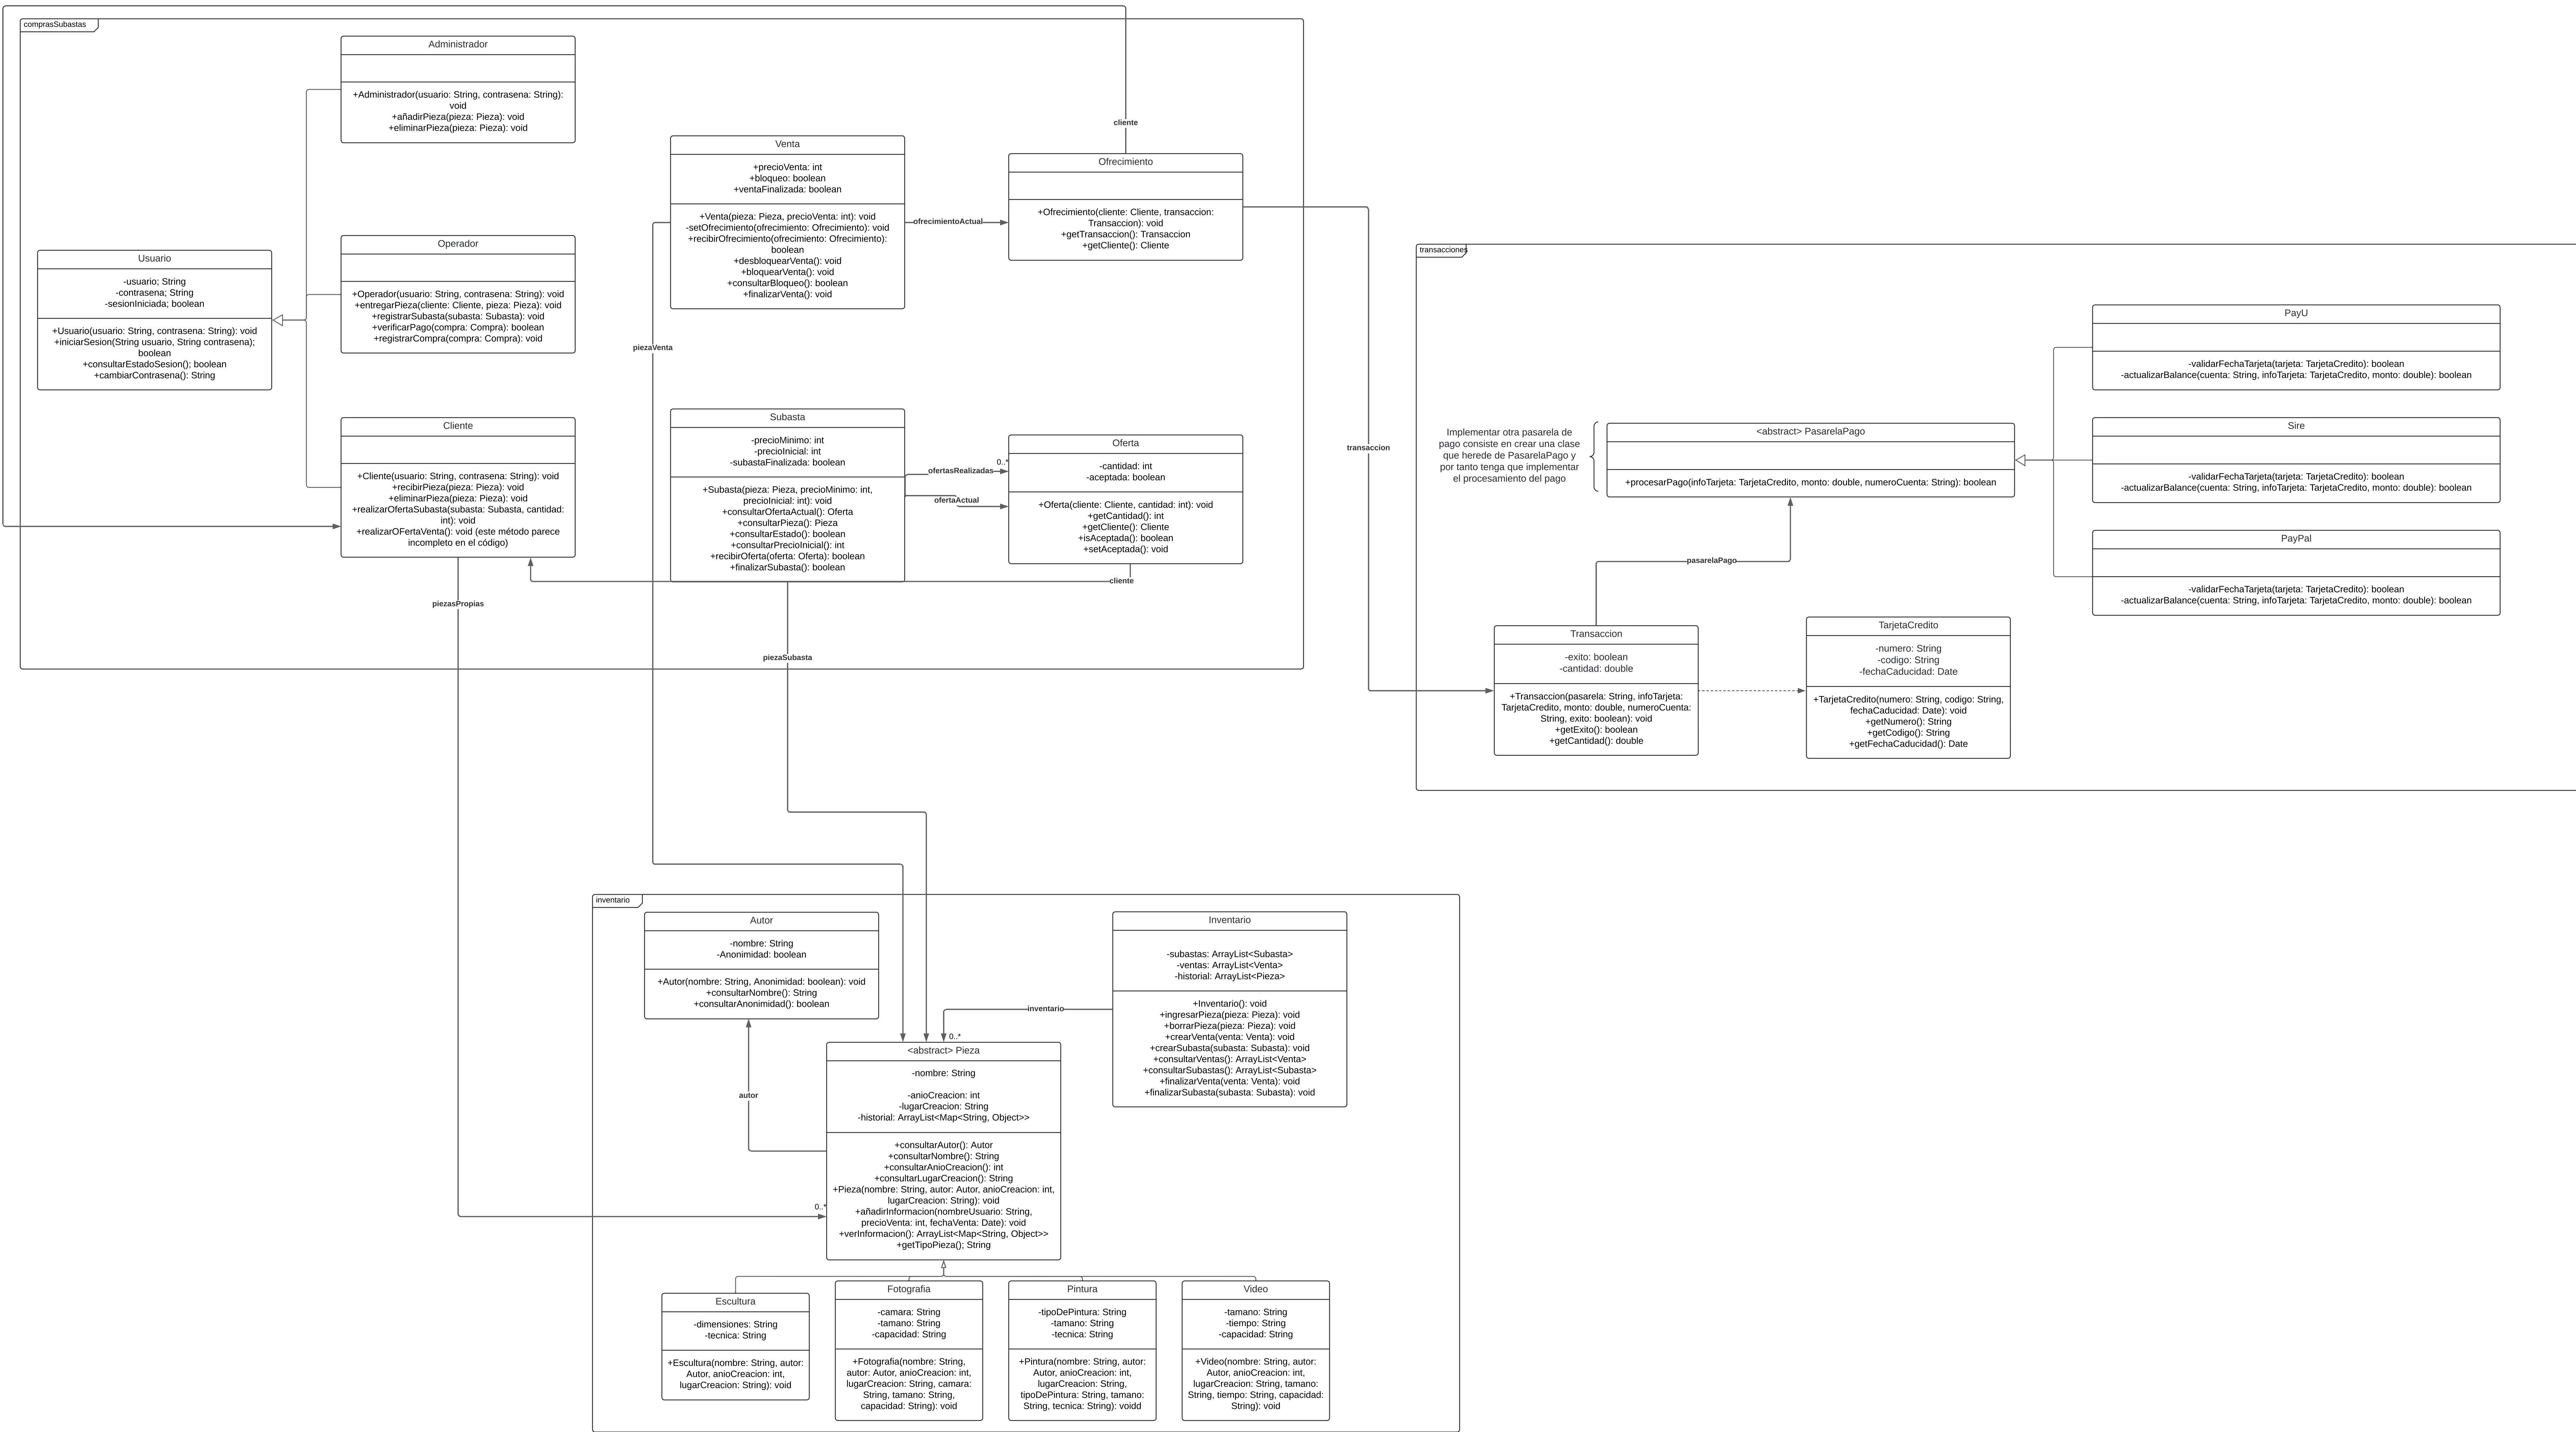 comprasSubastas
Administrador
+Administrador(usuario: String, contrasena: String):
void
+añadirPieza(pieza: Pieza): void
+eliminarPieza(pieza: Pieza): void
cliente
Venta
+precioVenta: int
+bloqueo: boolean
+ventaFinalizada: boolean
+Venta(pieza: Pieza, precioVenta: int): void
-setOfrecimiento(ofrecimiento: Ofrecimiento): void
+recibirOfrecimiento(ofrecimiento: Ofrecimiento):
boolean
+desbloquearVenta(): void
+bloquearVenta(): void
+consultarBloqueo(): boolean
+finalizarVenta(): void
ofrecimientoActual
Ofrecimiento
+Ofrecimiento(cliente: Cliente, transaccion:
Transaccion): void
+getTransaccion(): Transaccion
+getCliente(): Cliente
Operador
+Operador(usuario: String, contrasena: String): void
+entregarPieza(cliente: Cliente, pieza: Pieza): void
+registrarSubasta(subasta: Subasta): void
+verificarPago(compra: Compra): boolean
+registrarCompra(compra: Compra): void
Usuario
-usuario; String
-contrasena; String
-sesionIniciada; boolean
+Usuario(usuario: String, contrasena: String): void
+iniciarSesion(String usuario, String contrasena);
boolean
+consultarEstadoSesion(); boolean
+cambiarContrasena(): String
piezaVenta
Cliente
+Cliente(usuario: String, contrasena: String): void
+recibirPieza(pieza: Pieza): void
+eliminarPieza(pieza: Pieza): void
+realizarOfertaSubasta(subasta: Subasta, cantidad:
int): void
+realizarOFertaVenta(): void (este método parece
incompleto en el código)
Subasta
-precioMinimo: int
-precioInicial: int
-subastaFinalizada: boolean
+Subasta(pieza: Pieza, precioMinimo: int,
precioInicial: int): void
+consultarOfertaActual(): Oferta
+consultarPieza(): Pieza
+consultarEstado(): boolean
+consultarPrecioInicial(): int
+recibirOferta(oferta: Oferta): boolean
+finalizarSubasta(): boolean
0..*
ofertasRealizadas
ofertaActual
Oferta
-cantidad: int
-aceptada: boolean
+Oferta(cliente: Cliente, cantidad: int): void
+getCantidad(): int
+getCliente(): Cliente
+isAceptada(): boolean
+setAceptada(): void
cliente
piezasPropias
piezaSubasta
transaccion
transacciones
Implementar otra pasarela de
pago consiste en crear una clase
que herede de PasarelaPago y
por tanto tenga que implementar
el procesamiento del pago
<abstract> PasarelaPago
+procesarPago(infoTarjeta: TarjetaCredito, monto: double, numeroCuenta: String): boolean
PayU
-validarFechaTarjeta(tarjeta: TarjetaCredito): boolean
-actualizarBalance(cuenta: String, infoTarjeta: TarjetaCredito, monto: double): boolean
Sire
-validarFechaTarjeta(tarjeta: TarjetaCredito): boolean
-actualizarBalance(cuenta: String, infoTarjeta: TarjetaCredito, monto: double): boolean
PayPal
-validarFechaTarjeta(tarjeta: TarjetaCredito): boolean
-actualizarBalance(cuenta: String, infoTarjeta: TarjetaCredito, monto: double): boolean
pasarelaPago
Transaccion
-exito: boolean
-cantidad: double
+Transaccion(pasarela: String, infoTarjeta:
TarjetaCredito, monto: double, numeroCuenta:
String, exito: boolean): void
+getExito(): boolean
+getCantidad(): double
TarjetaCredito
-numero: String
-codigo: String
-fechaCaducidad: Date
+TarjetaCredito(numero: String, codigo: String,
fechaCaducidad: Date): void
+getNumero(): String
+getCodigo(): String
+getFechaCaducidad(): Date
inventario
Autor
-nombre: String
-Anonimidad: boolean
+Autor(nombre: String, Anonimidad: boolean): void
+consultarNombre(): String
+consultarAnonimidad(): boolean
Inventario
-subastas: ArrayList<Subasta>
-ventas: ArrayList<Venta>
-historial: ArrayList<Pieza>
+Inventario(): void
+ingresarPieza(pieza: Pieza): void
+borrarPieza(pieza: Pieza): void
+crearVenta(venta: Venta): void
+crearSubasta(subasta: Subasta): void
+consultarVentas(): ArrayList<Venta>
+consultarSubastas(): ArrayList<Subasta>
+finalizarVenta(venta: Venta): void
+finalizarSubasta(subasta: Subasta): void
inventario
0..*
autor
<abstract> Pieza
-nombre: String
-anioCreacion: int
-lugarCreacion: String
-historial: ArrayList<Map<String, Object>>
+consultarAutor(): Autor
+consultarNombre(): String
+consultarAnioCreacion(): int
+consultarLugarCreacion(): String
+Pieza(nombre: String, autor: Autor, anioCreacion: int,
lugarCreacion: String): void
+añadirInformacion(nombreUsuario: String,
precioVenta: int, fechaVenta: Date): void
+verInformacion(): ArrayList<Map<String, Object>>
+getTipoPieza(); String
0..*
Escultura
-dimensiones: String
-tecnica: String
+Escultura(nombre: String, autor:
Autor, anioCreacion: int,
lugarCreacion: String): void
Fotografia
-camara: String
-tamano: String
-capacidad: String
+Fotografia(nombre: String,
autor: Autor, anioCreacion: int,
lugarCreacion: String, camara:
String, tamano: String,
capacidad: String): void
Pintura
-tipoDePintura: String
-tamano: String
-tecnica: String
+Pintura(nombre: String, autor:
Autor, anioCreacion: int,
lugarCreacion: String,
tipoDePintura: String, tamano:
String, tecnica: String): voidd
Video
-tamano: String
-tiempo: String
-capacidad: String
+Video(nombre: String, autor:
Autor, anioCreacion: int,
lugarCreacion: String, tamano:
String, tiempo: String, capacidad:
String): void